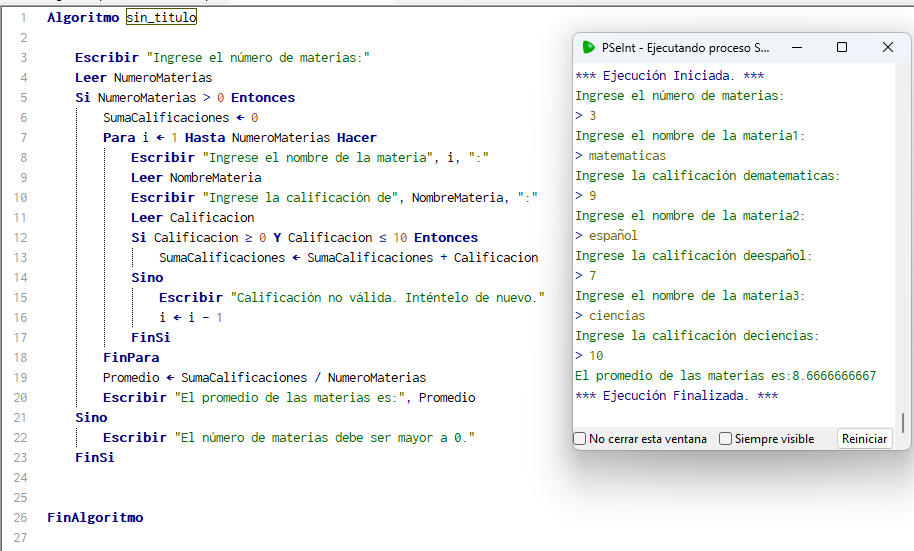 1 Algoritmo sin_titulo
2
3 Escribir "Ingrese el número de materias:"
4 Leer NumeroMaterias
5 Si NumeroMaterias > 0 Entonces
6 SumaCalificaciones ← 0
7 Para i ← 1 Hasta NumeroMaterias Hacer
8 Escribir "Ingrese el nombre de la materia", i, ":"
9 Leer NombreMateria
10 Escribir "Ingrese la calificación de", NombreMateria, ":"
11 Leer Calificacion
12 Si Calificacion ≥ 0 Y Calificacion ≤ 10 Entonces
13 SumaCalificaciones ← SumaCalificaciones + Calificacion
14 Sino
15 Escribir "Calificación no válida. Inténtelo de nuevo."
16 i ← i - 1
17 FinSi
18 FinPara
19 Promedio ← SumaCalificaciones / NumeroMaterias
20 Escribir "El promedio de las materias es:", Promedio
21 Sino
22 Escribir "El número de materias debe ser mayor a 0."
23 FinSi
24
25
26 FinAlgoritmo
27
PSeInt - Ejecutando proceso S...
*** Ejecución Iniciada. ***
Ingrese el número de materias:
> 3
Ingrese el nombre de la materia1:
> matematicas
Ingrese la calificación dematematicas:
> 9
Ingrese el nombre de la materia2:
> español
Ingrese la calificación deespañol:
> 7
Ingrese el nombre de la materia3:
> ciencias
Ingrese la calificación deciencias:
> 10
El promedio de las materias es:8.6666666667
*** Ejecución Finalizada. ***
No cerrar esta ventana Siempre visible Reiniciar